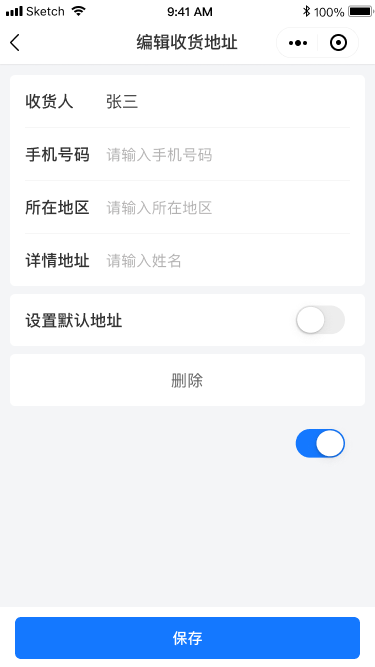 Sketch 9:41 AM 100%
编辑收货地址
收货人 张三
手机号码 请输入手机号码
所在地区 请输入所在地区
详情地址 请输入姓名
设置默认地址
删除
保存